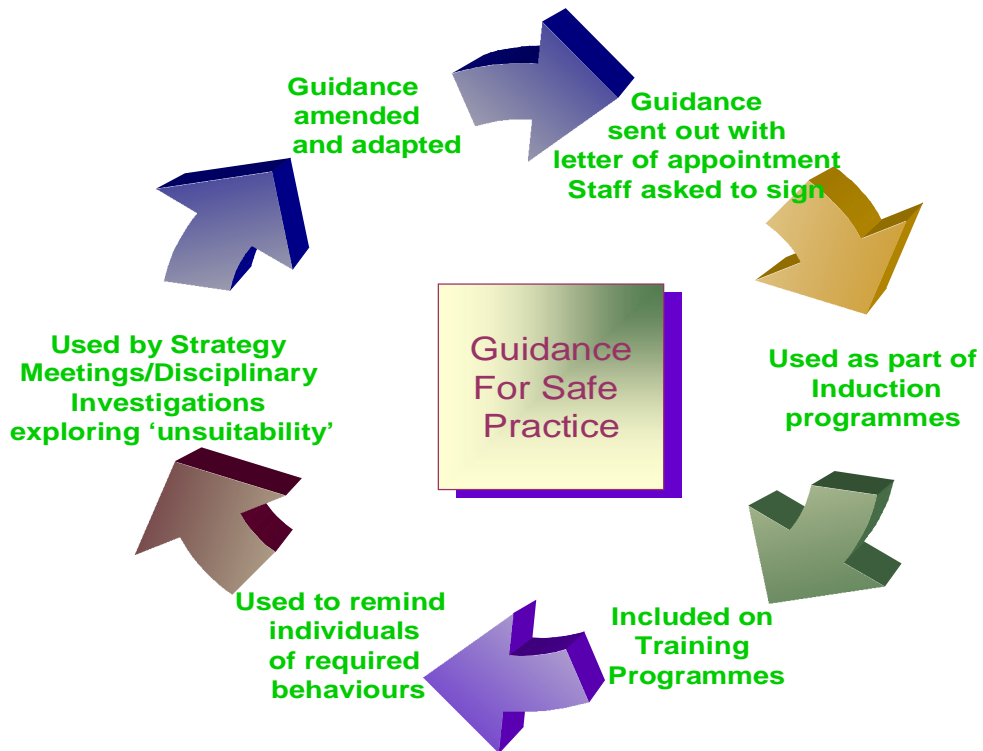 Guidance
amended
and adapted
Guidance
sent out with
letter of appointment
Staff asked to sign
Used as part of
Induction
programmes
Included on
Training
Programmes
Used to remind
individuals
of required
behaviours
Used by Strategy
Meetings/Disciplinary
Investigations
exploring ‘unsuitability’
Guidance
For Safe
Practice